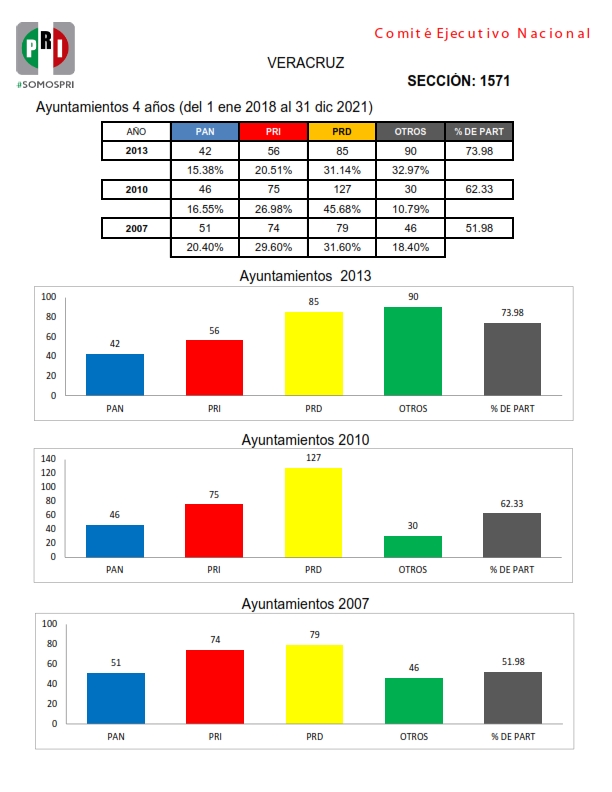 Comité Ejecutivo Nacional
PRI
#SOMOSPRI
VERACRUZ
SECCIÓN: 1571
Ayuntamientos 4 años (del 1 ene 2018 al 31 dic 2021)
AÑO PAN PRI PRD OTROS % DE PART
2013 42 56 85 90 73.98
15.38% 20.51% 31.14% 32.97%
2010 46 75 127 30 62.33
16.55% 26.98% 45.68% 10.79%
2007 51 74 79 46 51.98
20.40% 29.60% 31.60% 18.40%
Ayuntamientos 2013
100
80
60
40
20
0
42 56 85 90 73.98
PAN PRI PRD OTROS % DE PART
Ayuntamientos 2010
140
120
100
80
60
40
20
0
46 75 127 30 62.33
PAN PRI PRD OTROS % DE PART
Ayuntamientos 2007
100
80
60
40
20
0
51 74 79 46 51.98
PAN PRI PRD OTROS % DE PART